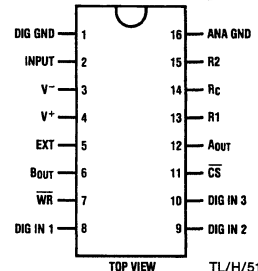 DIG GND 1 16 ANA GND
INPUT 2 15 R2
V− 3 14 RC
V+ 4 13 R1
EXT 5 12 AOUT
BOUT 6 11 C̅S̅
W̅R̅ 7 10 DIG IN 3
DIG IN 1 8 9 DIG IN 2
TOP VIEW TL/H/51